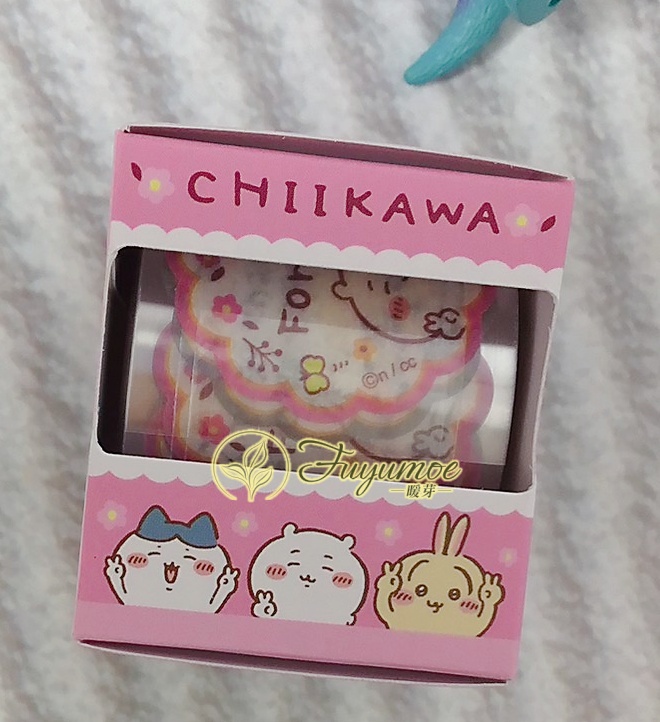 CHIIKAWA
For
©n/cc
Fuyumoe
暖芽